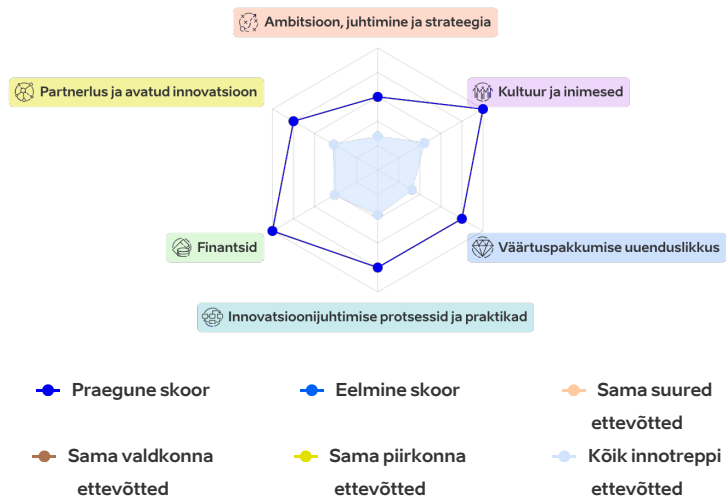 Ambitsioon, juhtimine ja strateegia
Partnerlus ja avatud innovatsioon
Kultuur ja inimesed
Finantsid
Väärtuspakkumise uuenduslikkus
Innovatsioonijuhtimise protsessid ja praktikad
Praegune skoor
Eelmine skoor
Sama suured
ettevõtted
Sama valdkonna
ettevõtted
Sama piirkonna
ettevõtted
Kõik innotreppi
ettevõtted